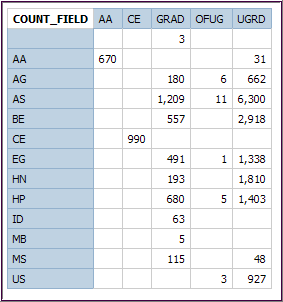 COUNT_FIELD AA CE GRAD OFUG UGRD
3
AA 670 31
AG 180 6 662
AS 1,209 11 6,300
BE 557 2,918
CE 990
EG 491 1 1,338
HN 193 1,810
HP 680 5 1,403
ID 63
MB 5
MS 115 48
US 3 927